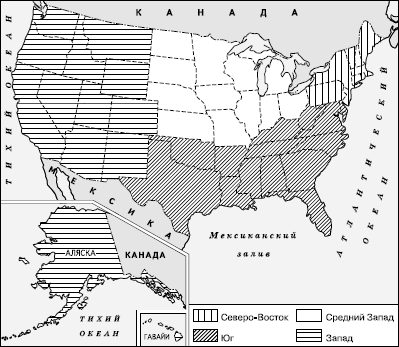 КАНАДА
ТИХИЙ ОКЕАН
АТЛАНТИЧЕСКИЙ
ОКЕАН
МЕКСИКА
Мексиканский
залив
АЛЯСКА
КАНАДА
ТИХИЙ
ОКЕАН
ГАВАЙИ
Северо-Восток
Средний Запад
Юг
Запад